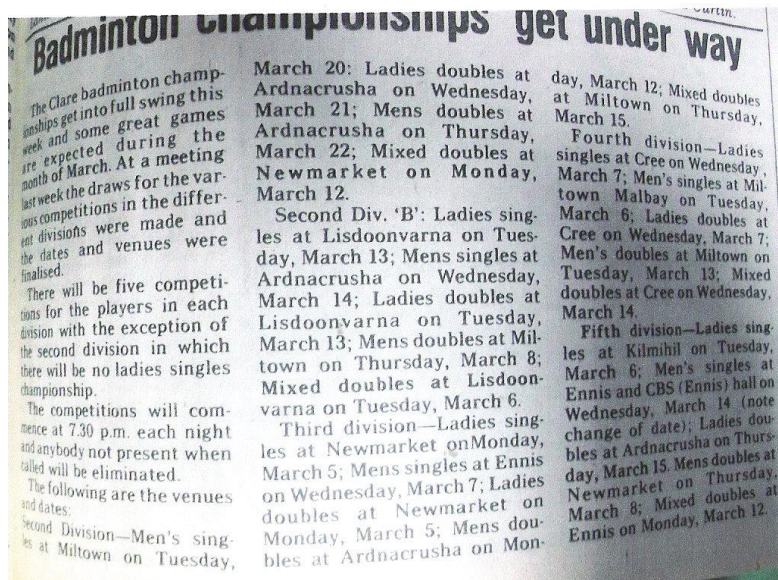 Curtin.
Badminton championships get under way
The Clare badminton champ-
ionships get into full swing this
week and some great games
are expected during the
month of March. At a meeting
last week the draws for the var-
ious competitions in the differ-
ent divisions were made and
the dates and venues were
finalised.
There will be five competi-
tions for the players in each
division with the exception of
the second division in which
there will be no ladies singles
championship.
The competitions will com-
mence at 7.30 p.m. each night
and anybody not present when
called will be eliminated.
The following are the venues
and dates:
Second Division—Men's sing-
les at Miltown on Tuesday,
March 20: Ladies doubles at
Ardnacrusha on Wednesday,
March 21; Mens doubles at
Ardnacrusha on Thursday,
March 22; Mixed doubles at
Newmarket on Monday,
March 12.
Second Div. 'B': Ladies sing-
les at Lisdoonvarna on Tues-
day, March 13; Mens singles at
Ardnacrusha on Wednesday,
March 14; Ladies doubles at
Lisdoonvarna on Tuesday,
March 13; Mens doubles at Mil-
town on Thursday, March 8;
Mixed doubles at Lisdoon-
varna on Tuesday, March 6.
Third division—Ladies sing-
les at Newmarket onMonday,
March 5; Mens singles at Ennis
on Wednesday, March 7; Ladies
doubles at Newmarket on
Monday, March 5; Mens dou-
bles at Ardnacrusha on Mon-
day, March 12; Mixed doubles
at Miltown on Thursday,
March 15.
Fourth division—Ladies
singles at Cree on Wednesday,
March 7; Men's singles at Mil-
town Malbay on Tuesday,
March 6; Ladies doubles at
Cree on Wednesday, March 7;
Men's doubles at Miltown on
Tuesday, March 13; Mixed
doubles at Cree on Wednesday,
March 14.
Fifth division—Ladies sing-
les at Kilmihil on Tuesday,
March 6; Men's singles at
Ennis and CBS (Ennis) hall on
Wednesday, March 14 (note
change of date); Ladies dou-
bles at Ardnacrusha on Thurs-
day, March 15. Mens doubles at
Newmarket on Thursday,
March 8; Mixed doubles at
Ennis on Monday, March 12.